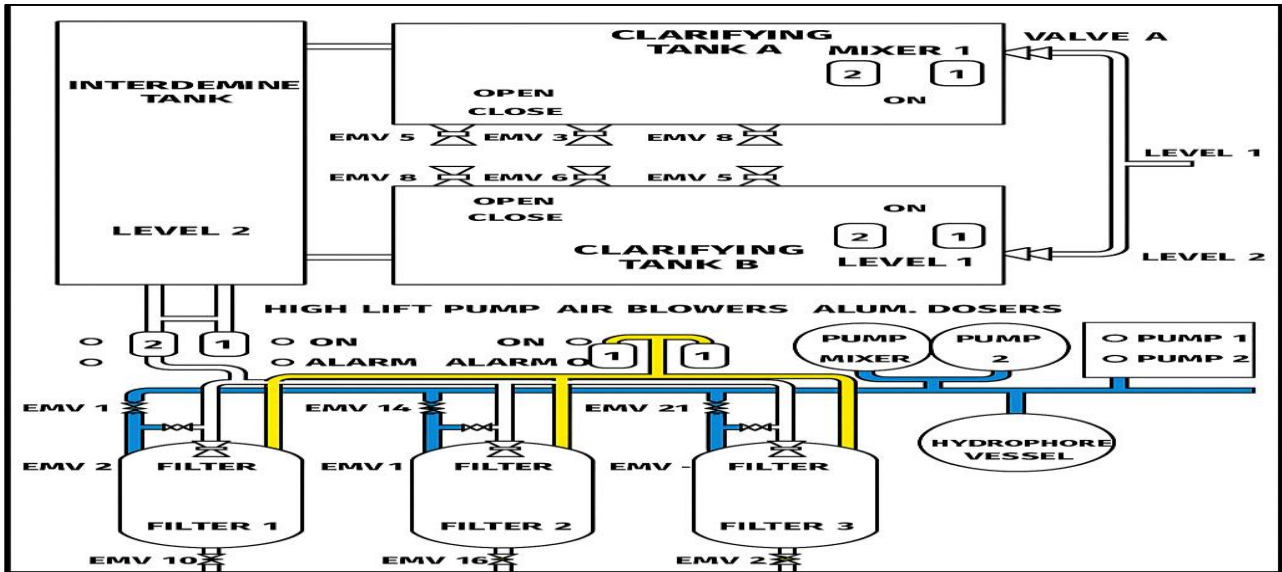 CLARIFYING
TANK A
MIXER 1
VALVE A
INTERDEMINE
TANK
2
1
OPEN
ON
CLOSE
EMV 5
EMV 3
EMV 8
LEVEL 1
EMV 8
EMV 6
EMV 5
OPEN
CLOSE
ON
LEVEL 2
2
1
CLARIFYING
TANK B
LEVEL 1
LEVEL 2
HIGH LIFT PUMP AIR BLOWERS ALUM. DOSERS
2
1
ON
ON
ALARM
ALARM
1
1
PUMP
MIXER
PUMP
2
PUMP 1
PUMP 2
EMV 1
EMV 14
EMV 21
HYDROPHORE
VESSEL
EMV 2
FILTER
EMV 1
FILTER
EMV -
FILTER
FILTER 1
FILTER 2
FILTER 3
EMV 10
EMV 16
EMV 2